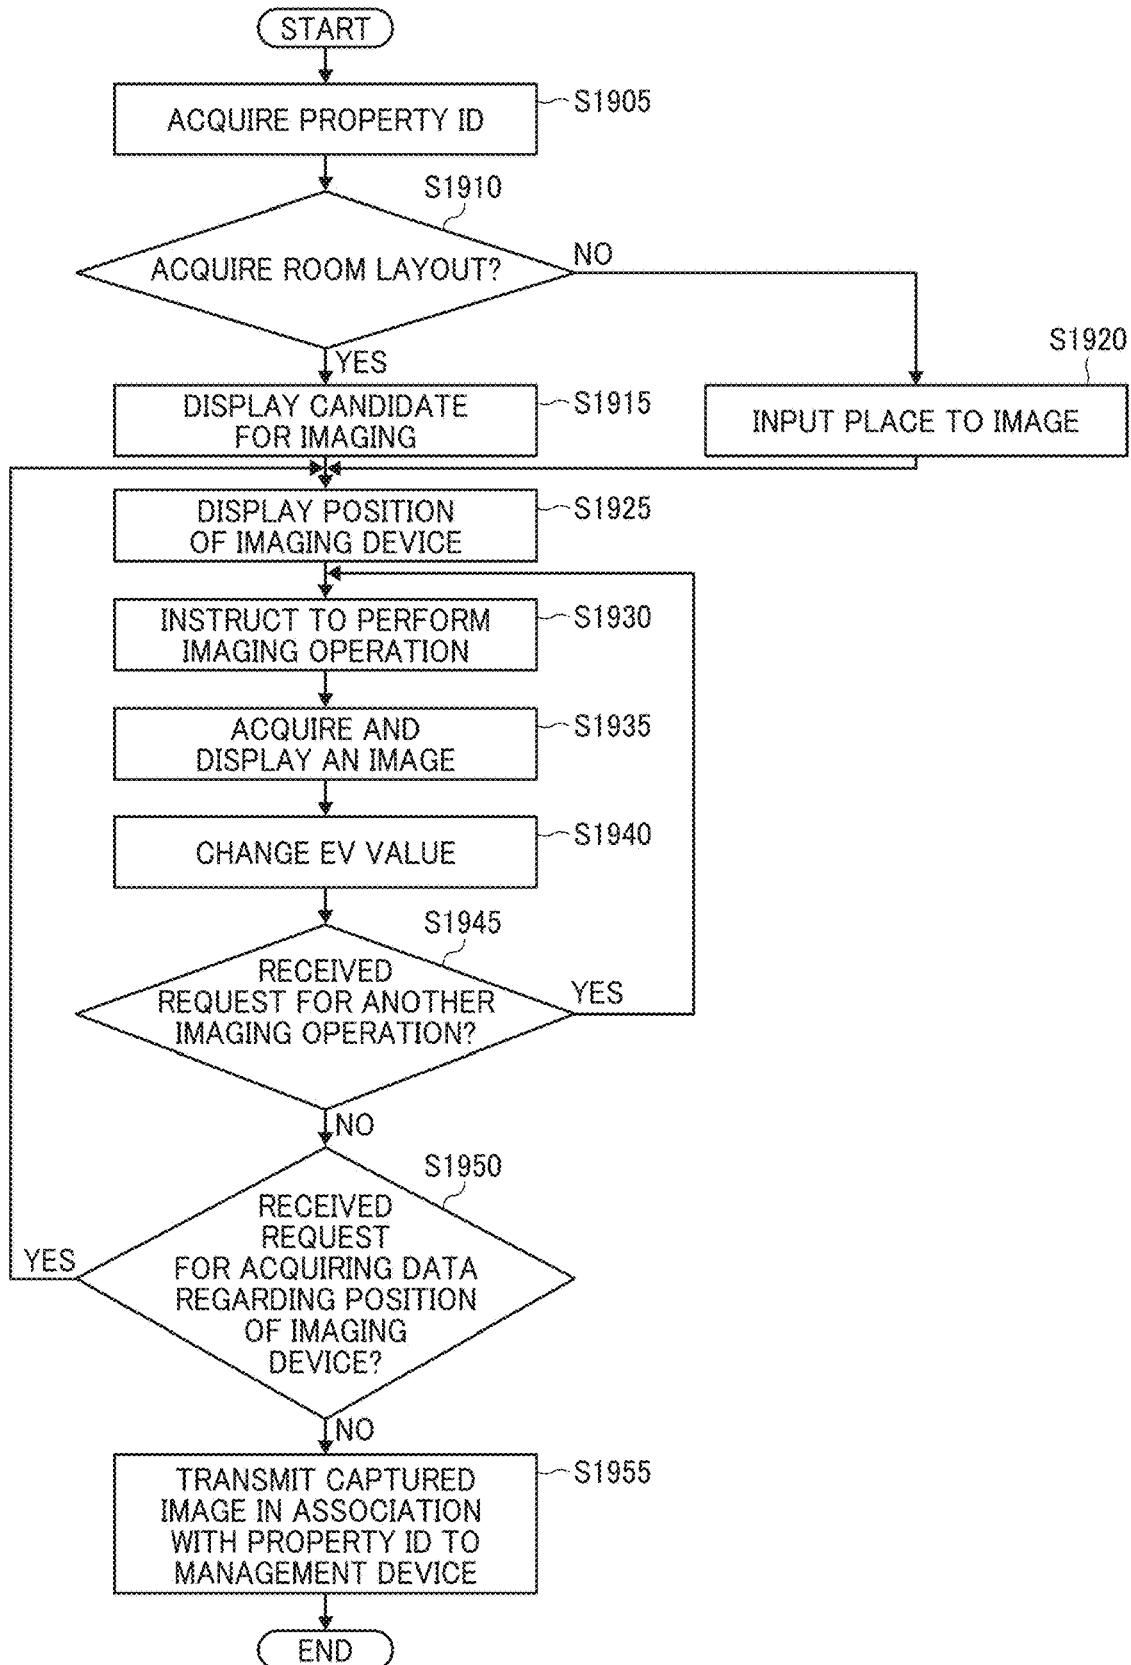 START
ACQUIRE PROPERTY ID
S1905
S1910
ACQUIRE ROOM LAYOUT?
NO
YES
S1920
DISPLAY CANDIDATE
FOR IMAGING
S1915
INPUT PLACE TO IMAGE
DISPLAY POSITION
OF IMAGING DEVICE
S1925
INSTRUCT TO PERFORM
IMAGING OPERATION
S1930
ACQUIRE AND
DISPLAY AN IMAGE
S1935
CHANGE EV VALUE
S1940
S1945
RECEIVED
REQUEST FOR ANOTHER
IMAGING OPERATION?
YES
NO
S1950
RECEIVED
REQUEST
FOR ACQUIRING DATA
REGARDING POSITION
OF IMAGING
DEVICE?
YES
NO
TRANSMIT CAPTURED
IMAGE IN ASSOCIATION
WITH PROPERTY ID TO
MANAGEMENT DEVICE
S1955
END